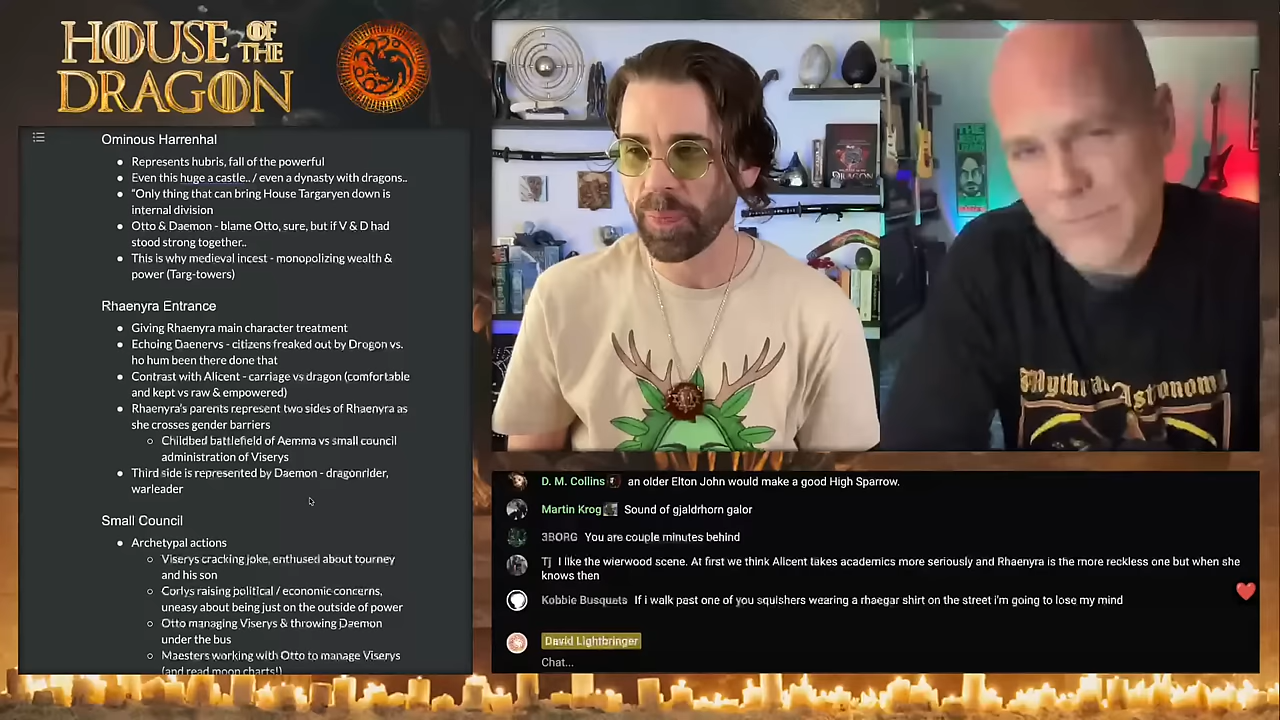 HOUSE OF THE
DRAGON
Ominous Harrenhal
Represents hubris, fall of the powerful
Even this huge a castle.. / even a dynasty with dragons..
"Only thing that can bring House Targaryen down is
internal division
Otto & Daemon - blame Otto, sure, but if V & D had
stood strong together..
This is why medieval incest - monopolizing wealth &
power (Targ-towers)
Rhaenyra Entrance
Giving Rhaenyra main character treatment
Echoing Daenerys - citizens freaked out by Drogon vs.
ho hum been there done that
Contrast with Alicent - carriage vs dragon (comfortable
and kept vs raw & empowered)
Rhaenyra's parents represent two sides of Rhaenyra as
she crosses gender barriers
Childbed battlefield of Aemma vs small council
administration of Viserys
Third side is represented by Daemon - dragonrider,
warleader
Small Council
Archetypal actions
Viserys cracking joke, enthused about tourney
and his son
Corlys raising political / economic concerns,
uneasy about being just on the outside of power
Otto managing Viserys & throwing Daemon
under the bus
Maesters working with Otto to manage Viserys
(and read moon charts!)
DRAGON
Mythical Astronomy
D. M. Collins an older Elton John would make a good High Sparrow.
Martin Krog Sound of gjaldrhorn galor
3BORG You are couple minutes behind
Tj I like the wierwood scene. At first we think Alicent takes academics more seriously and Rhaenyra is the more reckless one but when she
knows then
Kobbie Busquets If i walk past one of you squishers wearing a rhaegar shirt on the street i'm going to lose my mind
David Lightbringer
Chat...